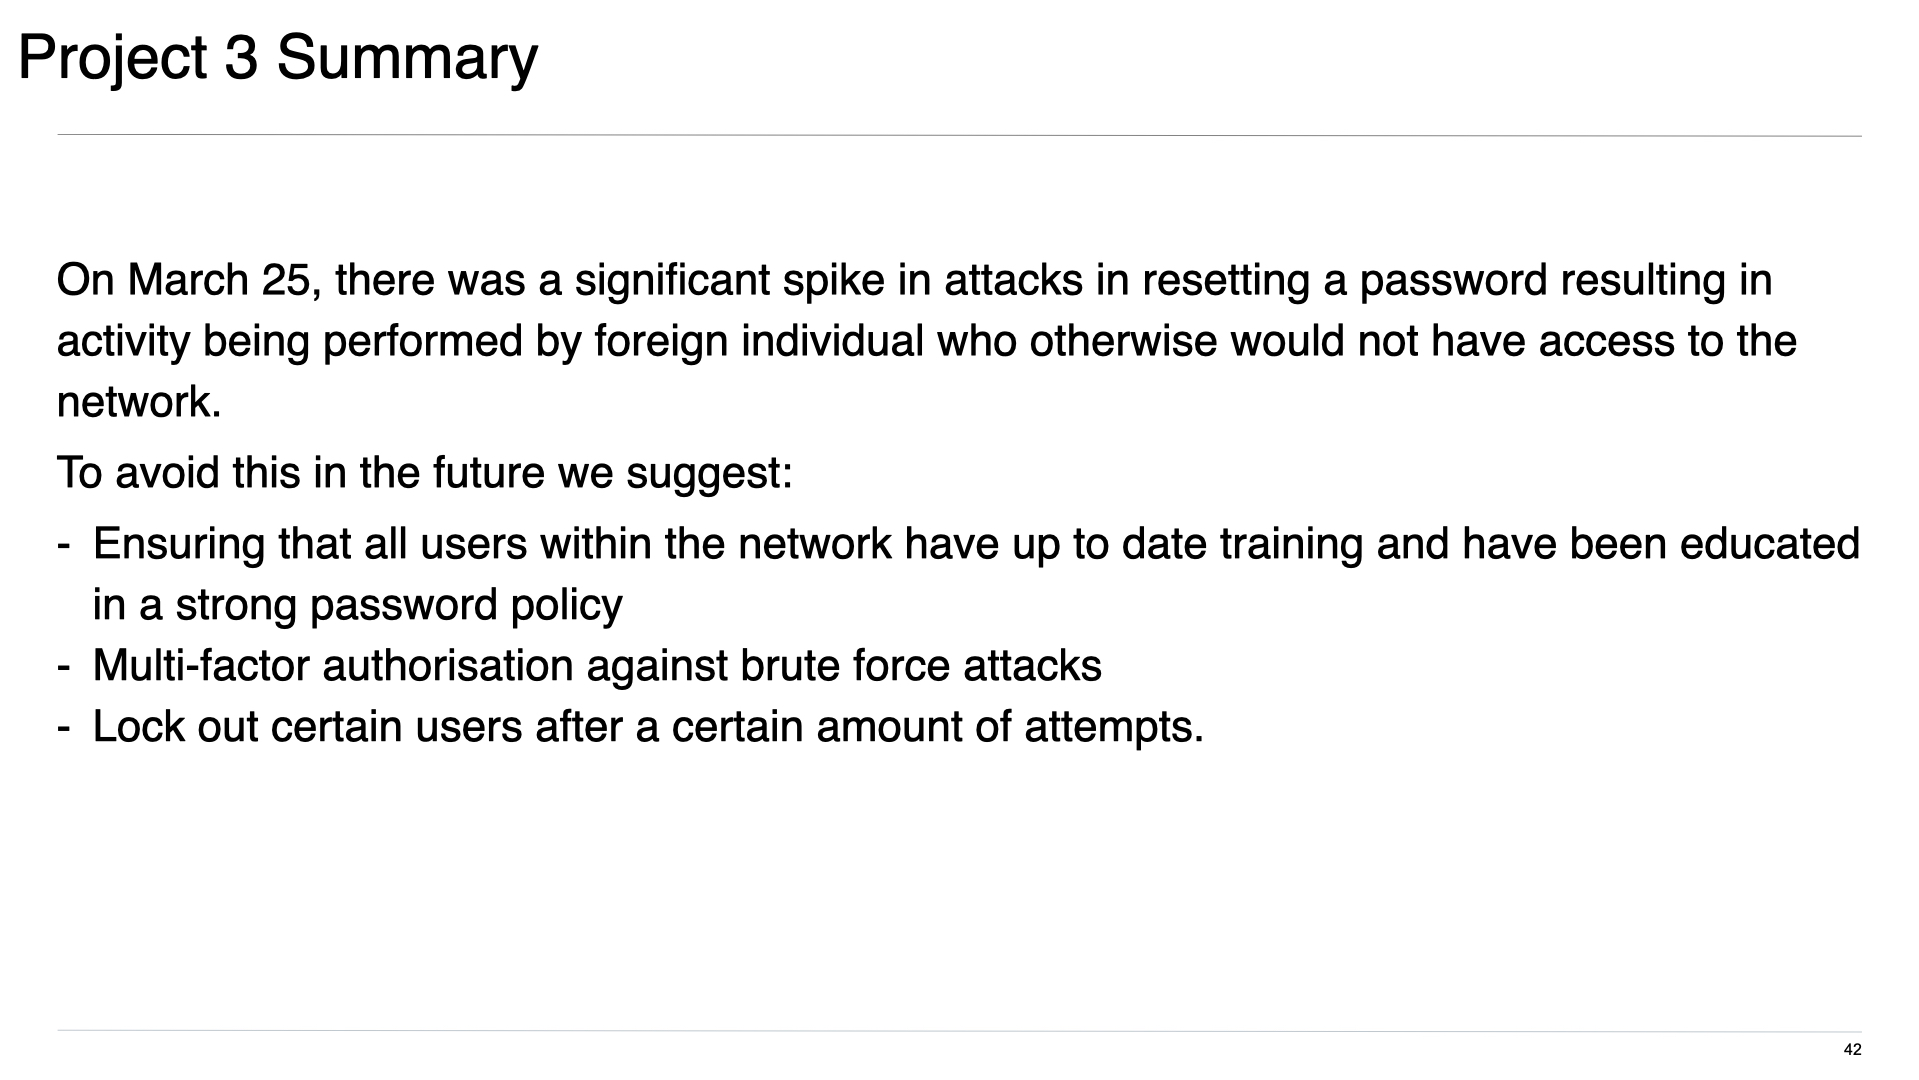 Project 3 Summary
On March 25, there was a significant spike in attacks in resetting a password resulting in
activity being performed by foreign individual who otherwise would not have access to the
network.
To avoid this in the future we suggest:
- Ensuring that all users within the network have up to date training and have been educated
in a strong password policy
- Multi-factor authorisation against brute force attacks
- Lock out certain users after a certain amount of attempts.
42